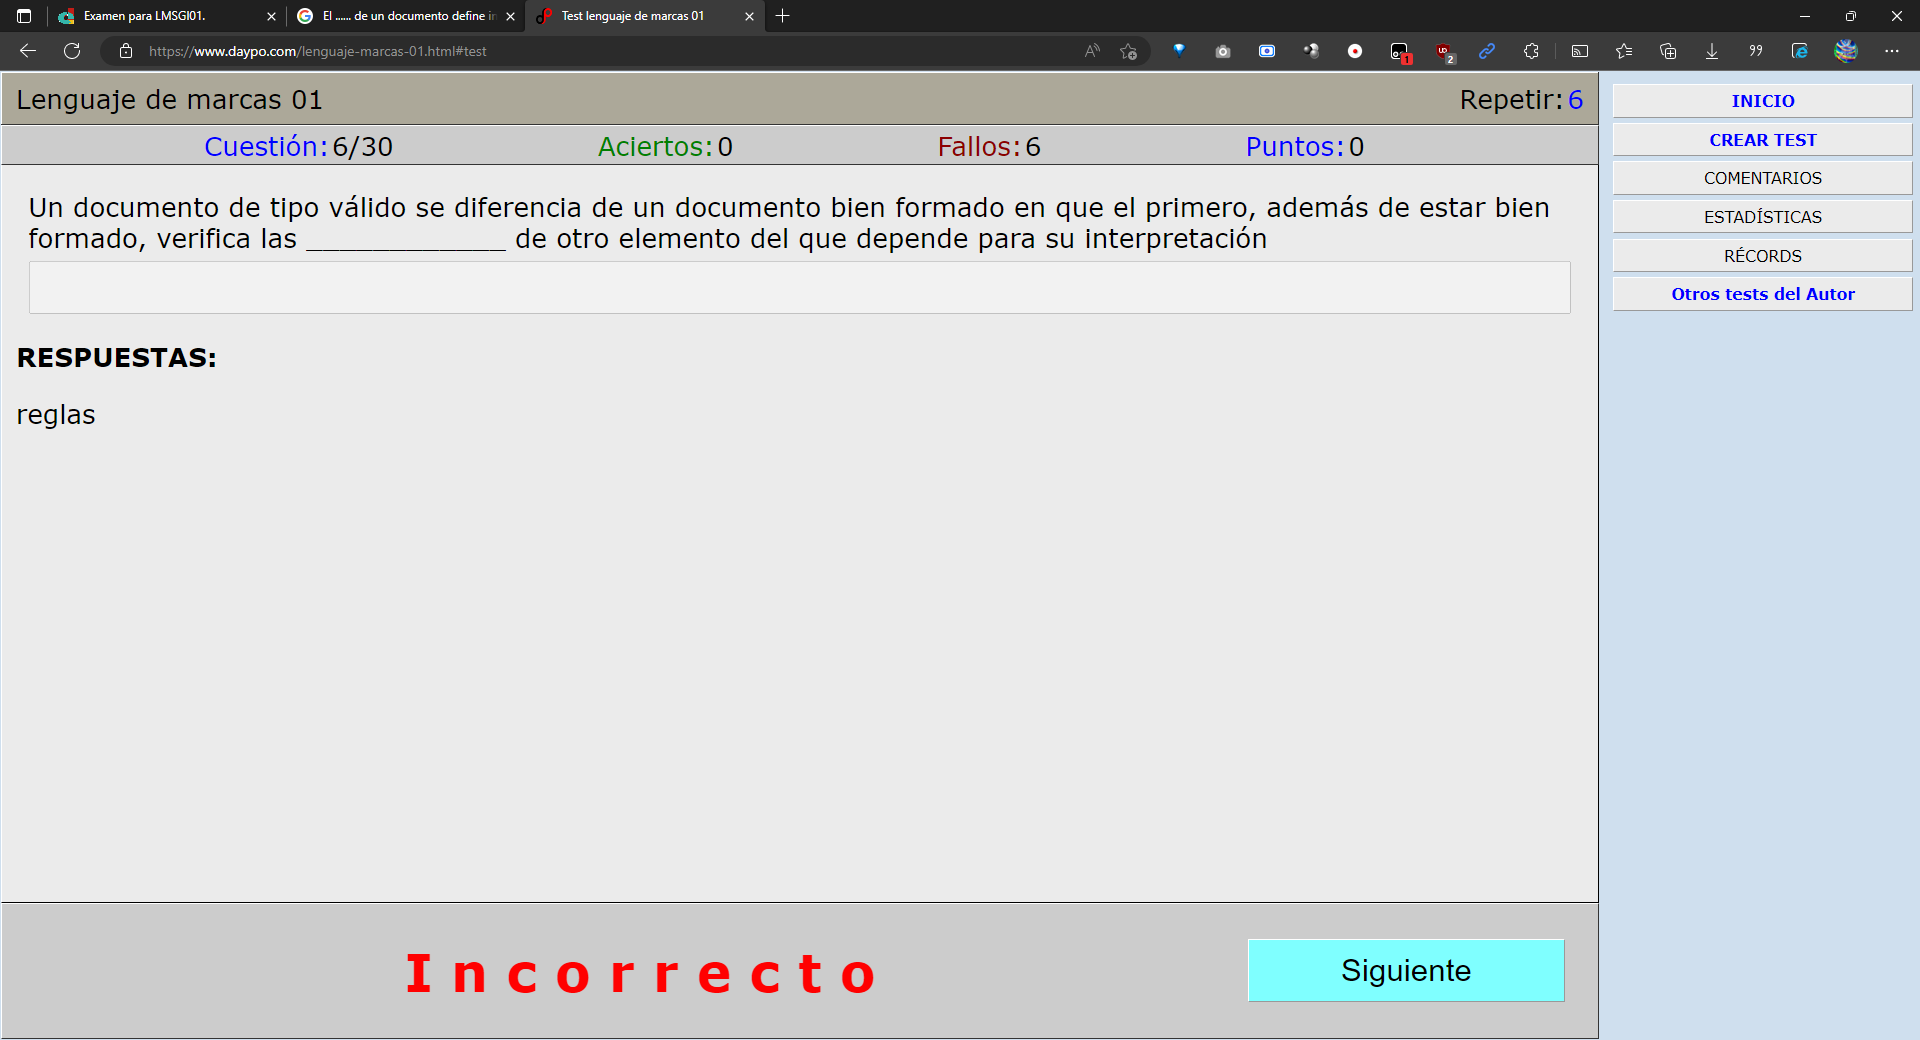 Examen para LMSGI01.
El ...... de un documento define in
Test lenguaje de marcas 01
https://www.daypo.com/lenguaje-marcas-01.html#test
1
2
Lenguaje de marcas 01
Repetir: 6
Cuestión: 6/30
Aciertos: 0
Fallos: 6
Puntos: 0
Un documento de tipo válido se diferencia de un documento bien formado en que el primero, además de estar bien
formado, verifica las ____________ de otro elemento del que depende para su interpretación
RESPUESTAS:
reglas
Incorrecto
Siguiente
INICIO
CREAR TEST
COMENTARIOS
ESTADÍSTICAS
RÉCORDS
Otros tests del Autor